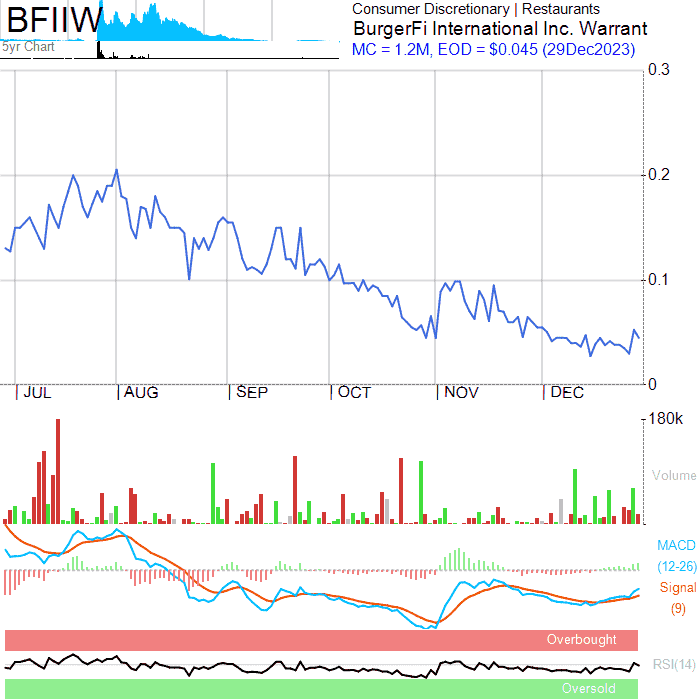 BFIIW
5yr Chart
Consumer Discretionary | Restaurants
BurgerFi International Inc. Warrant
MC = 1.2M, EOD = $0.045 (29Dec2023)
0.3
0.2
0.1
0
JUL AUG SEP OCT NOV DEC
180k
Volume
MACD
(12-26)
Signal
(9)
Overbought
RSI(14)
Oversold